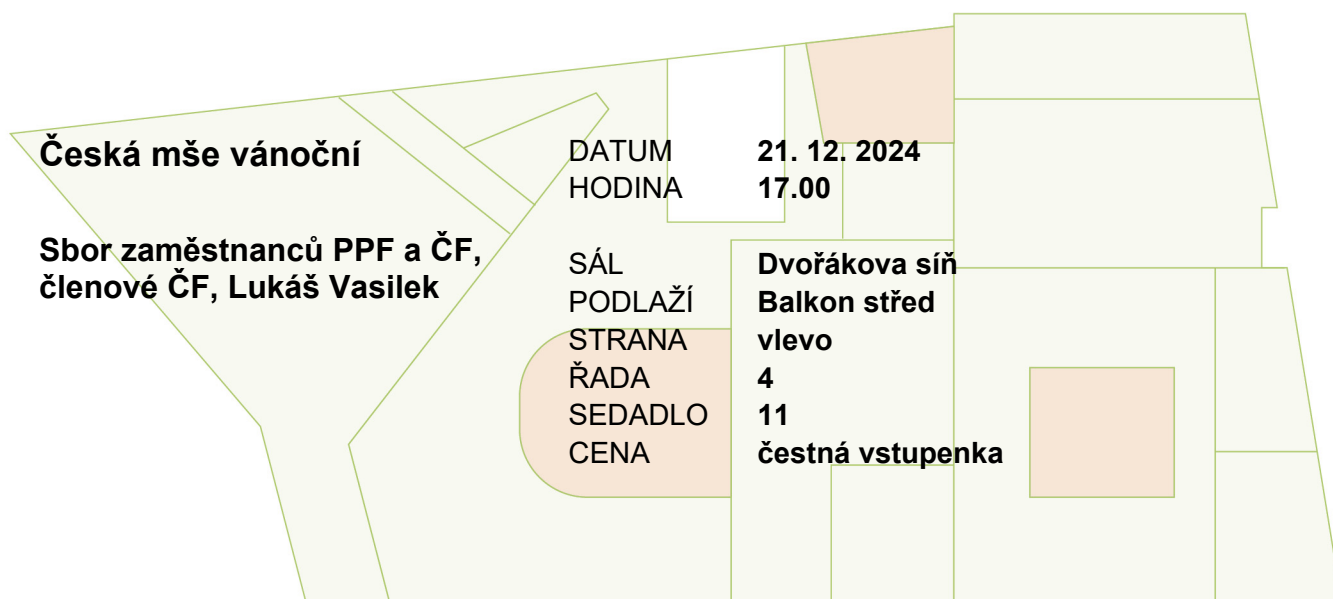 Česká mše vánoční
Sbor zaměstnanců PPF a ČF,
členové ČF, Lukáš Vasilek
DATUM 21. 12. 2024
HODINA 17.00
SÁL Dvořákova síň
PODLAŽÍ Balkon střed
STRANA vlevo
ŘADA 4
SEDADLO 11
CENA čestná vstupenka